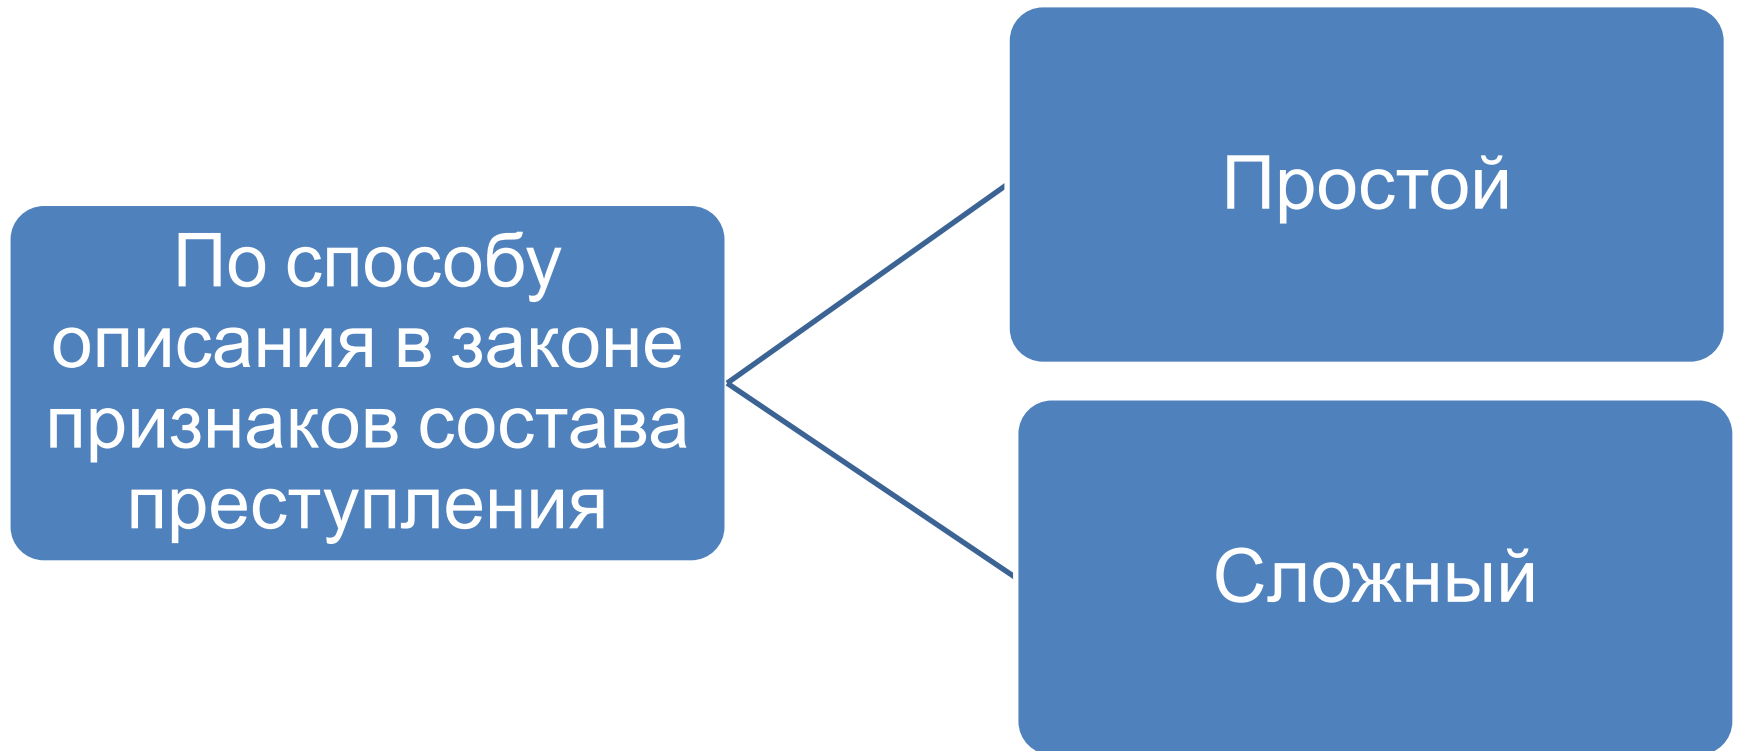 По способу
описания в законе
признаков состава
преступления
Простой
Сложный